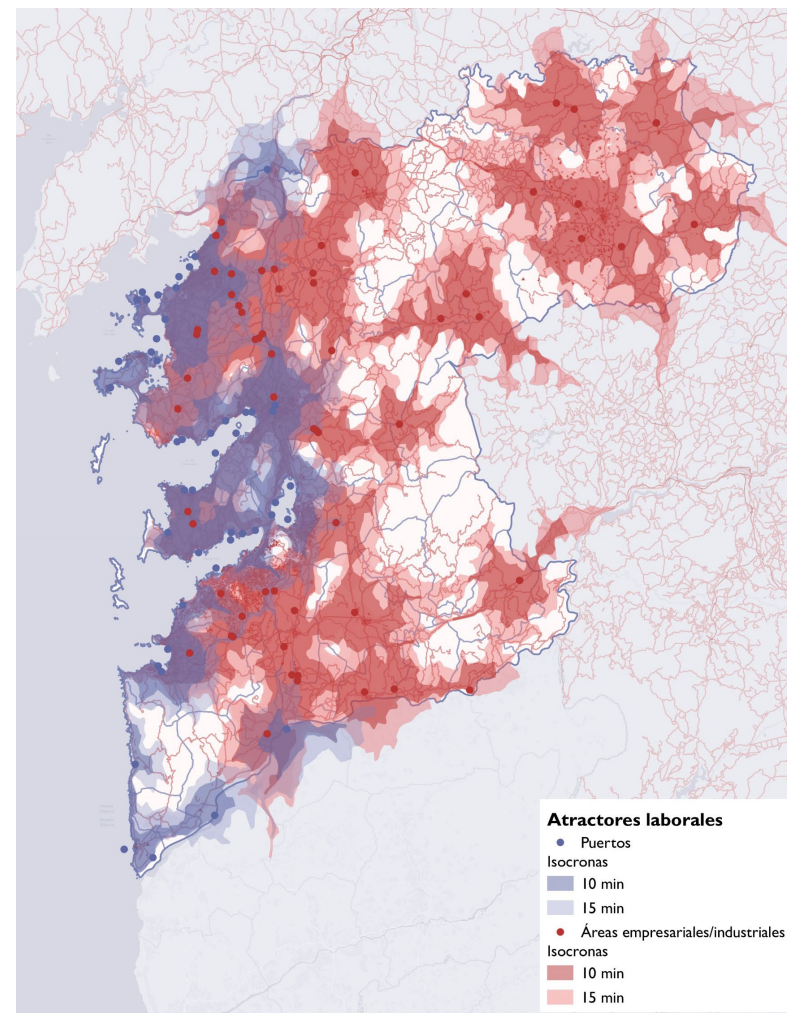 Atractores laborales
Puertos
Isocronas
10 min
15 min
Áreas empresariales/industriales
Isocronas
10 min
15 min